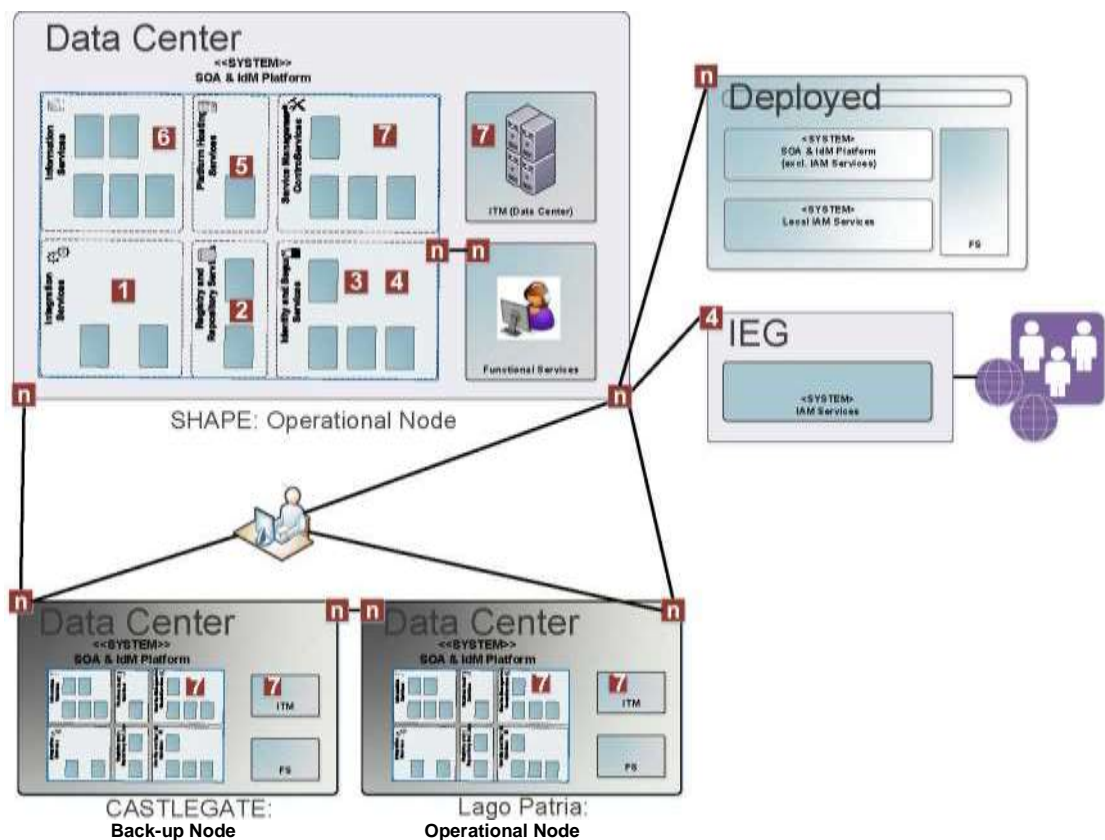 Data Center
<<SYSTEM>>
SOA & IdM Platform
Information
Services
6
Platform Hosting
Services
5
Service Management
Services
7
7
ITM (Data Center)
Integration
Services
1
Registry and
Repository
2
Identity and
Services
3
4
n
n
Functional Services
n
n
SHAPE: Operational Node
n
Deployed
<SYSTEM>
SOA & IdM Platform
(excl. IAM Services)
<SYSTEM>
Local IAM Services
FS
4
IEG
<SYSTEM>
IAM Services
n
Data Center
<<SYSTEM>>
SOA & IdM Platform
7
7
ITM
FS
CASTLEGATE:
Back-up Node
n
n
n
Data Center
<<SYSTEM>>
SOA & IdM Platform
7
7
ITM
FS
Lago Patria:
Operational Node